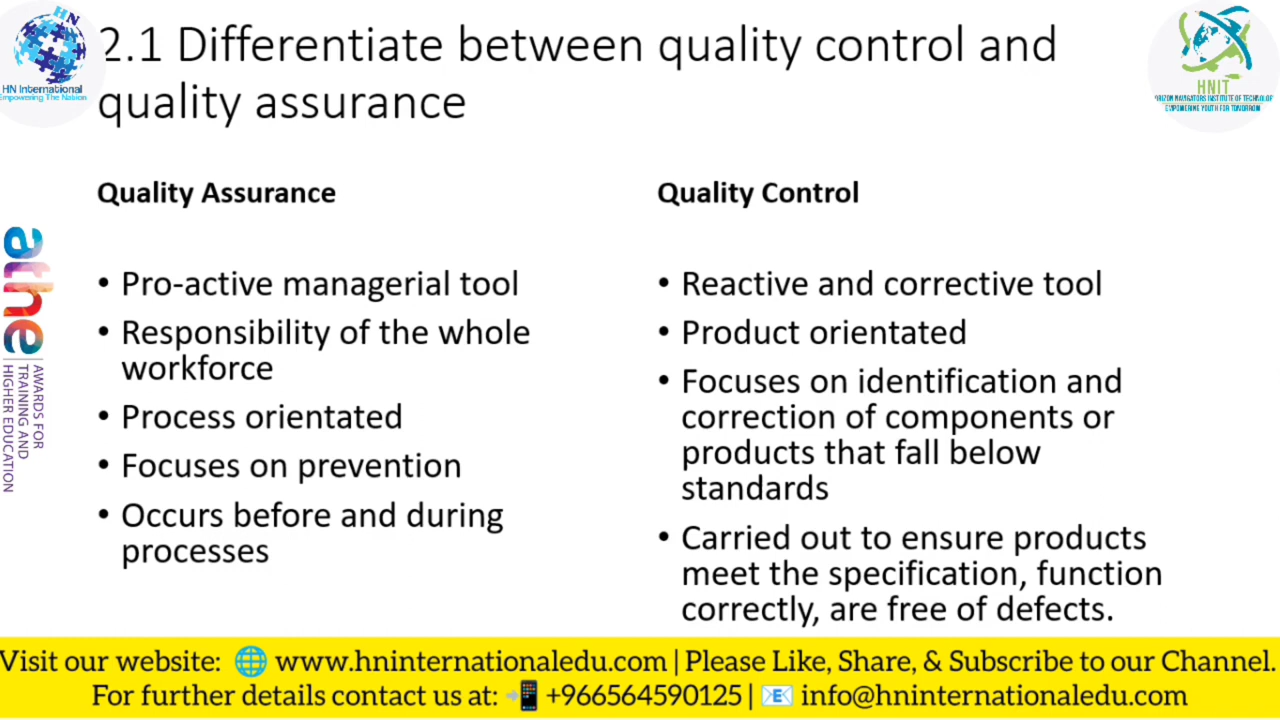 HN
HN International
Empowering The Nation
2.1 Differentiate between quality control and
quality assurance
HNIT
EMPOWERING YOUTH FOR TOMORROW
athe
AWARDS FOR
TRAINING AND
HIGHER EDUCATION
Quality Assurance
• Pro-active managerial tool
• Responsibility of the whole
workforce
• Process orientated
• Focuses on prevention
• Occurs before and during
processes
Quality Control
• Reactive and corrective tool
• Product orientated
• Focuses on identification and
correction of components or
products that fall below
standards
• Carried out to ensure products
meet the specification, function
correctly, are free of defects.
Visit our website: 🌐 www.hninternationaledu.com | Please Like, Share, & Subscribe to our Channel.
For further details contact us at: 📲 +966564590125 | 📧 info@hninternationaledu.com